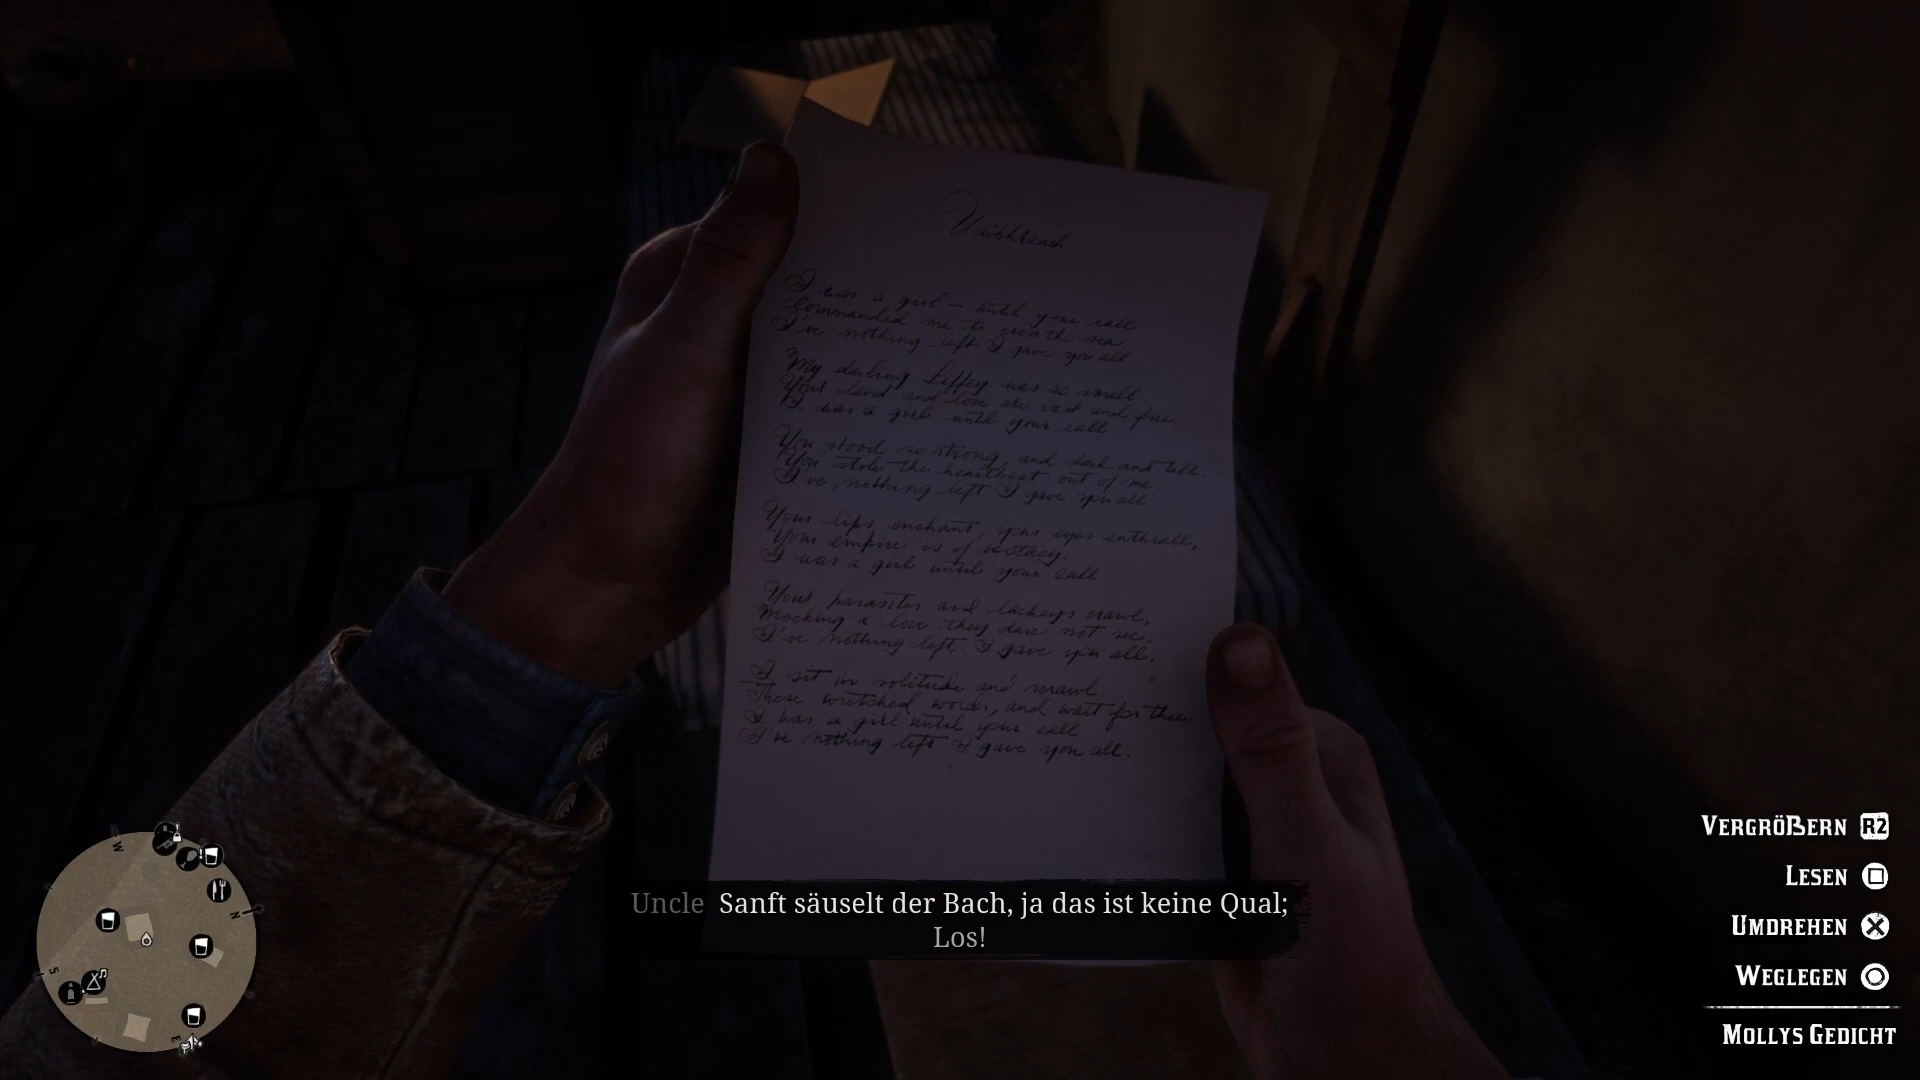 Uaibhreach
I was a girl — until your call
Commanded me to cross the sea
I've nothing left I gave you all.
My darling Liffey was so small
Your land and love are vast and free
I was a girl until your call
You stood so strong, and dark and tall
You stole the heartbeat out of me.
I've nothing left I gave you all
Your lips enchant, your eyes enthrall,
Your empire is of ecstacy.
I was a girl until your call.
Your parasites and lackeys crawl,
Mocking a love they dare not see.
I've nothing left. I gave you all.
I sit in solitude and scrawl
These wretched words, and wait for thee.
I was a girl until your call.
I've nothing left. I gave you all.
Uncle Sanft säuselt der Bach, ja das ist keine Qual;
Los!
VERGRÖẞERN R2
LESEN
UMDREHEN
WEGLEGEN
MOLLYS GEDICHT
W
N
S
E